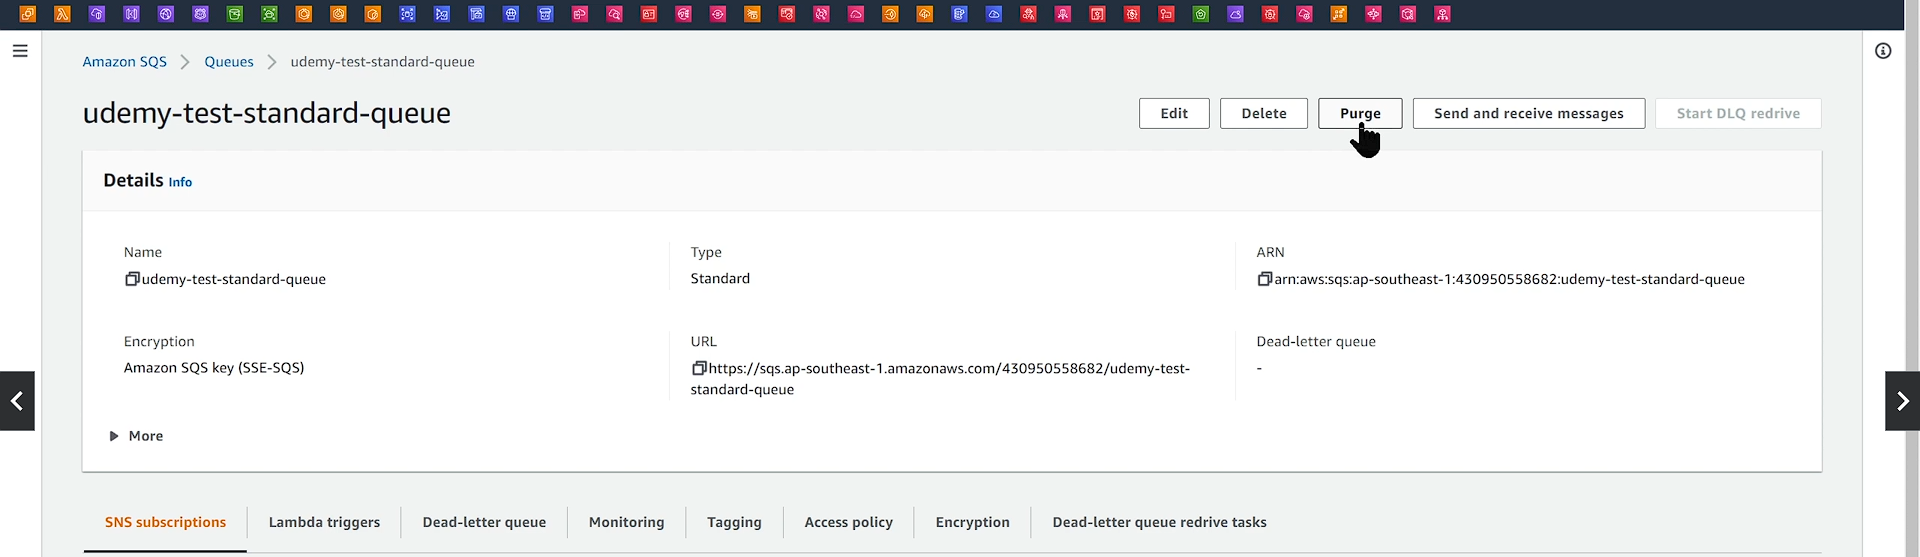 Amazon SQS > Queues > udemy-test-standard-queue
udemy-test-standard-queue
Edit Delete Purge Send and receive messages Start DLQ redrive
Details Info
Name
udemy-test-standard-queue
Type
Standard
ARN
arn:aws:sqs:ap-southeast-1:430950558682:udemy-test-standard-queue
Encryption
Amazon SQS key (SSE-SQS)
URL
https://sqs.ap-southeast-1.amazonaws.com/430950558682/udemy-test-
standard-queue
Dead-letter queue
-
More
SNS subscriptions Lambda triggers Dead-letter queue Monitoring Tagging Access policy Encryption Dead-letter queue redrive tasks